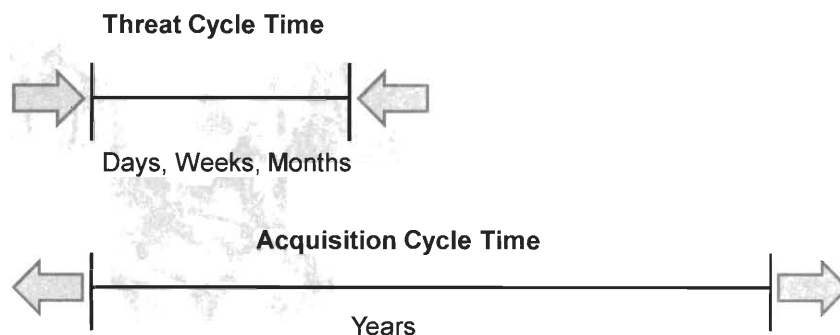 Threat Cycle Time
Days, Weeks, Months
Acquisition Cycle Time
Years